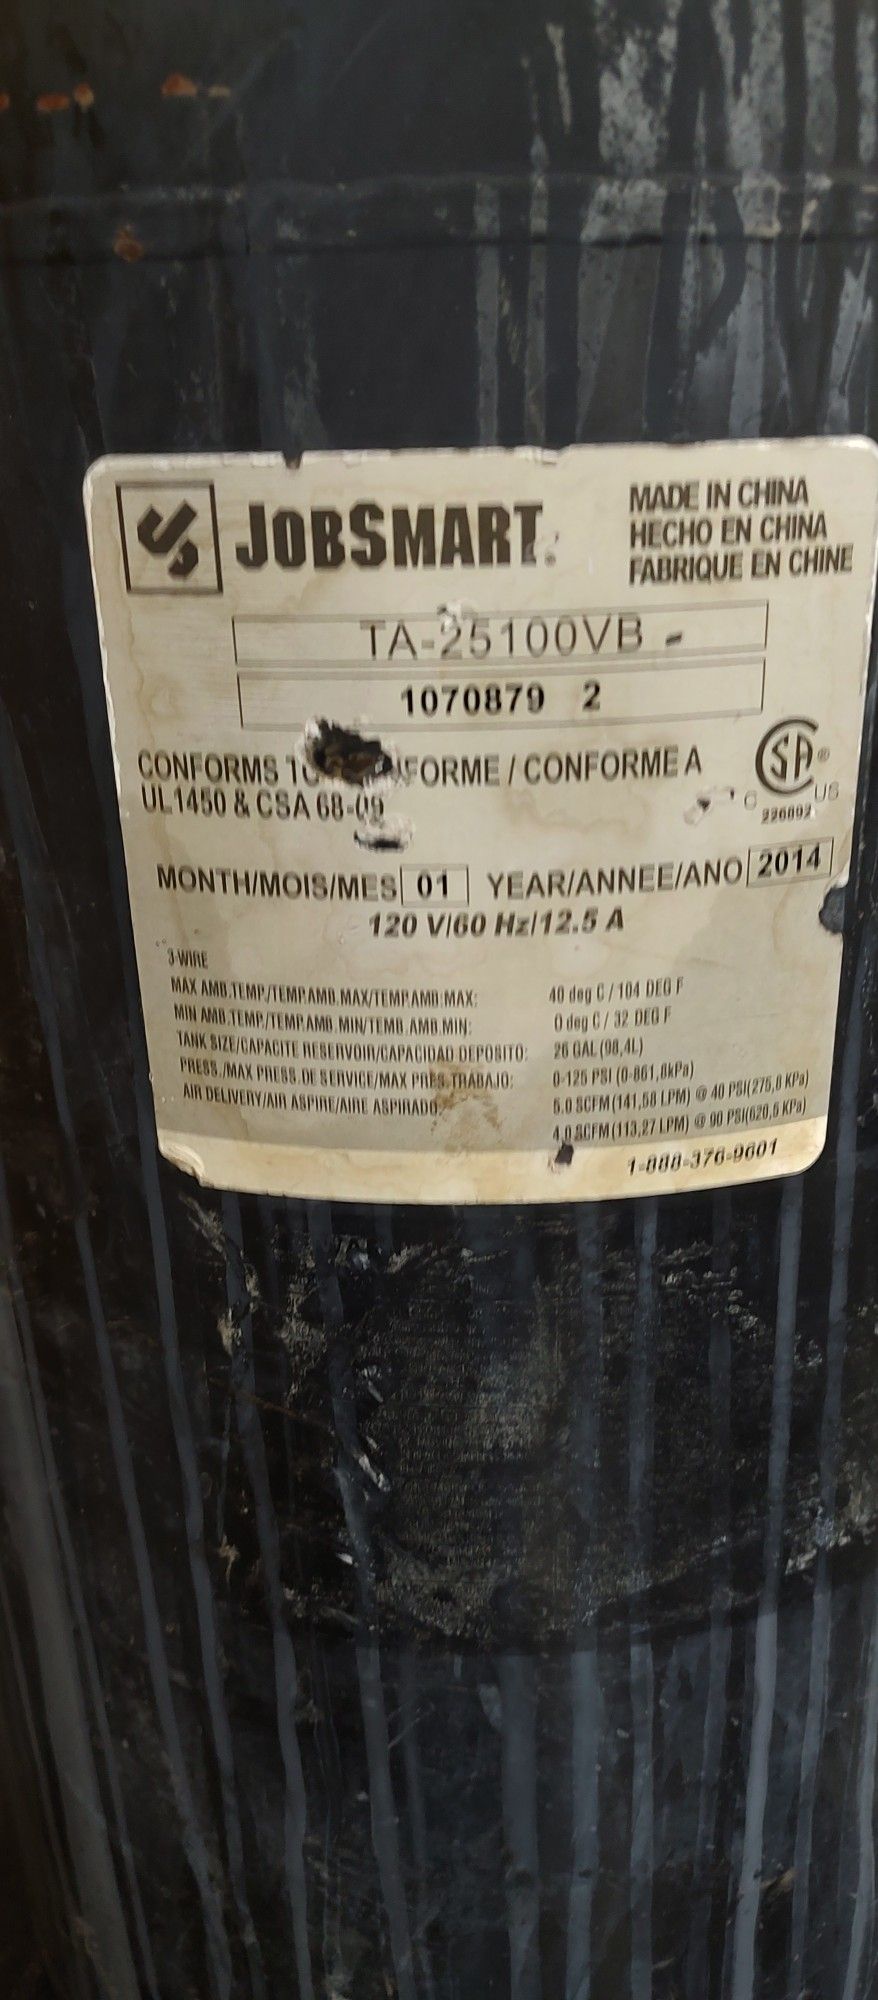 JOBSMART.
MADE IN CHINA
HECHO EN CHINA
FABRIQUE EN CHINE
TA-25100VB -
1070879 2
CONFORMS / CONFORME A
UL1450 & CSA 68-09
SA®
C US
226092
MONTH/MOIS/MES 01 YEAR/ANNEE/ANO 2014
120 V/60 Hz/12.5 A
3-WIRE
MAX AMB.TEMP./TEMP.AMB.MAX/TEMP.AMB.MAX: 40 deg C / 104 DEG F
MIN AMB.TEMP./TEMP.AMB.MIN/TEMB.AMB.MIN: 0 deg C / 32 DEG F
TANK SIZE/CAPACITE RESERVOIR/CAPACIDAD DEPOSITO: 26 GAL (98,4L)
PRESS./MAX PRESS.DE SERVICE/MAX PRES.TRABAJO: 0-125 PSI (0-861,8kPa)
AIR DELIVERY/AIR ASPIRE/AIRE ASPIRADO: 5.0 SCFM (141,58 LPM) @ 40 PSI(275,8 KPa)
4.0 SCFM (113,27 LPM) @ 90 PSI(620,5 KPa)
1-888-376-9601